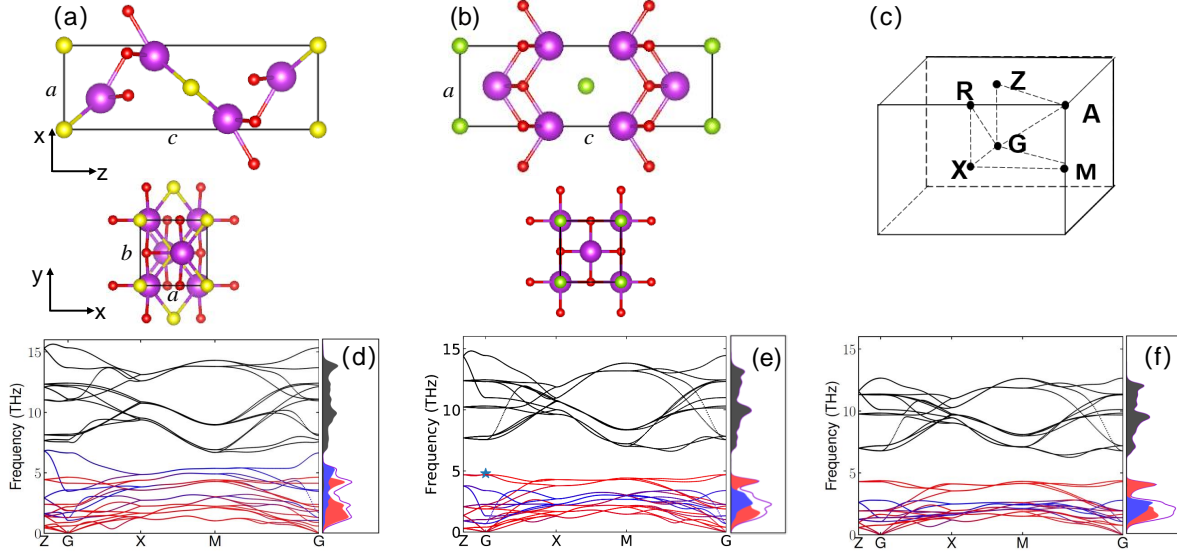 (a)
(b)
(c)
a
c
x
z
a
c
R
Z
A
G
X
M
b
a
y
x
(d)
(e)
(f)
Frequency (THz)
15
10
5
0
Z G X M G
Frequency (THz)
15
10
5
0
Z G X M G
Frequency (THz)
15
10
5
0
Z G X M G